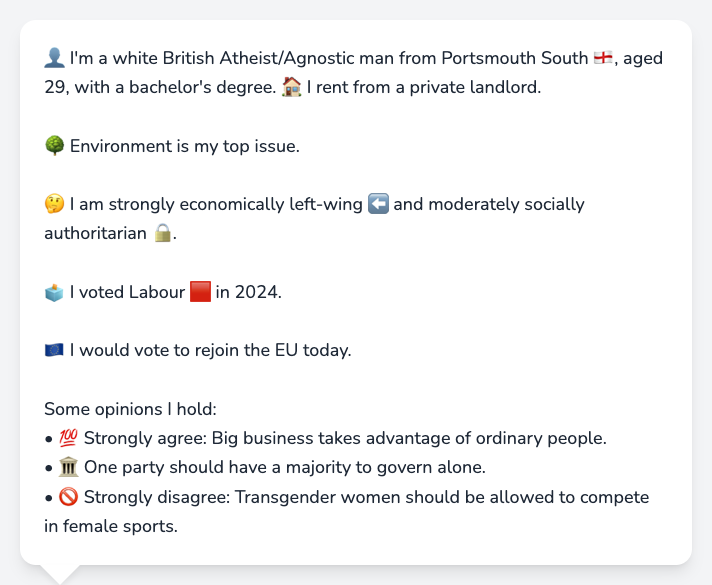 👤 I'm a white British Atheist/Agnostic man from Portsmouth South 🏴󠁧󠁢󠁥󠁮󠁧󠁿, aged
29, with a bachelor's degree. 🏠 I rent from a private landlord.
🌳 Environment is my top issue.
🤔 I am strongly economically left-wing ⬅️ and moderately socially
authoritarian 🔒.
🗳️ I voted Labour 🟥 in 2024.
🇪🇺 I would vote to rejoin the EU today.
Some opinions I hold:
• 💯 Strongly agree: Big business takes advantage of ordinary people.
• 🏛️ One party should have a majority to govern alone.
• 🚫 Strongly disagree: Transgender women should be allowed to compete
in female sports.